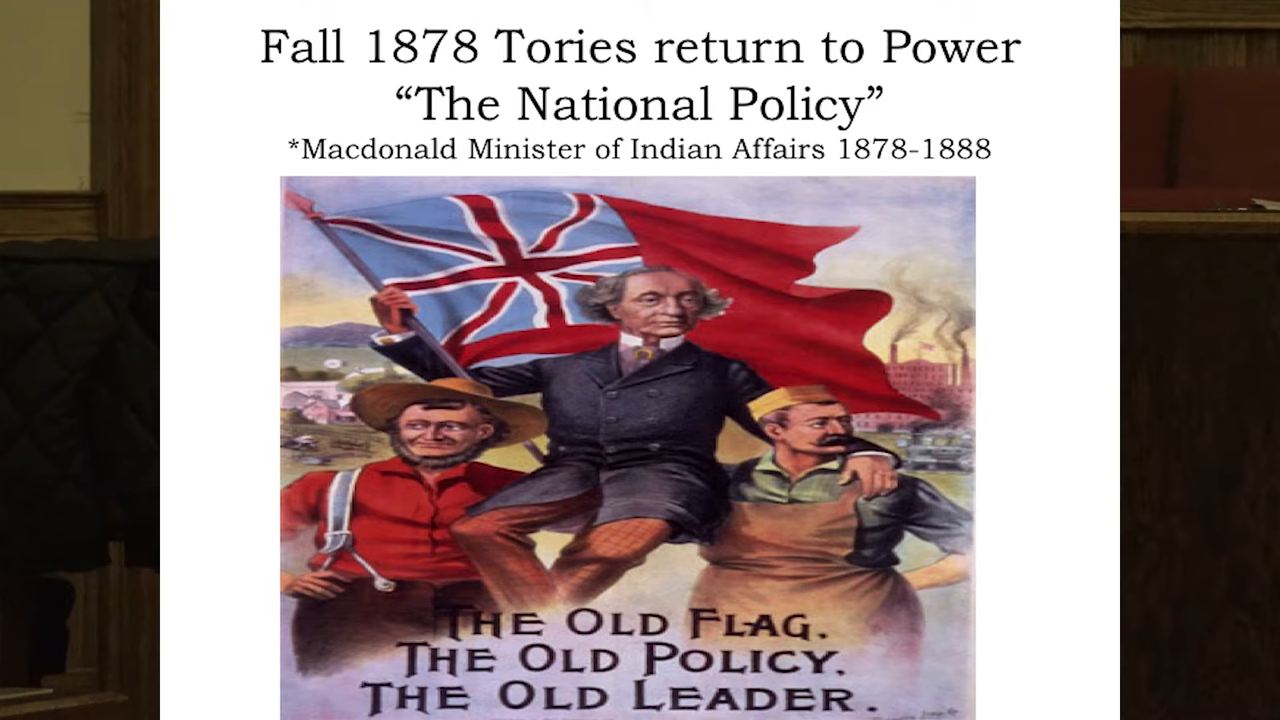 Fall 1878 Tories return to Power
“The National Policy”
*Macdonald Minister of Indian Affairs 1878-1888
THE OLD FLAG.
THE OLD POLICY.
THE OLD LEADER.